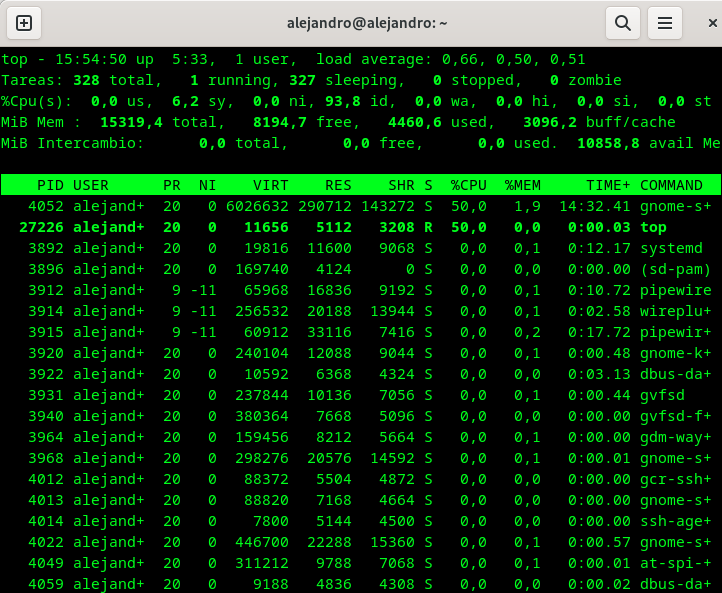 alejandro@alejandro: ~
top - 15:54:50 up  5:33,  1 user,  load average: 0,66, 0,50, 0,51
Tareas: 328 total,   1 running, 327 sleeping,   0 stopped,   0 zombie
%Cpu(s):  0,0 us,  6,2 sy,  0,0 ni, 93,8 id,  0,0 wa,  0,0 hi,  0,0 si,  0,0 st
MiB Mem :  15319,4 total,   8194,7 free,   4460,6 used,   3096,2 buff/cache
MiB Intercambio:      0,0 total,      0,0 free,      0,0 used.  10858,8 avail Me
    PID USER      PR  NI    VIRT    RES    SHR S  %CPU  %MEM     TIME+ COMMAND
   4052 alejand+  20   0 6026632 290712 143272 S  50,0   1,9  14:32.41 gnome-s+
  27226 alejand+  20   0   11656   5112   3208 R  50,0   0,0   0:00.03 top
   3892 alejand+  20   0   19816  11600   9068 S   0,0   0,1   0:12.17 systemd
   3896 alejand+  20   0  169740   4124      0 S   0,0   0,0   0:00.00 (sd-pam)
   3912 alejand+   9 -11   65968  16836   9192 S   0,0   0,1   0:10.72 pipewire
   3914 alejand+   9 -11  256532  20188  13944 S   0,0   0,1   0:02.58 wireplu+
   3915 alejand+   9 -11   60912  33116   7416 S   0,0   0,2   0:17.72 pipewir+
   3920 alejand+  20   0  240104  12088   9044 S   0,0   0,1   0:00.48 gnome-k+
   3922 alejand+  20   0   10592   6368   4324 S   0,0   0,0   0:03.13 dbus-da+
   3931 alejand+  20   0  237844  10136   7056 S   0,0   0,1   0:00.44 gvfsd
   3940 alejand+  20   0  380364   7668   5096 S   0,0   0,0   0:00.00 gvfsd-f+
   3964 alejand+  20   0  159456   8212   5664 S   0,0   0,1   0:00.00 gdm-way+
   3968 alejand+  20   0  298276  20576  14592 S   0,0   0,1   0:00.01 gnome-s+
   4012 alejand+  20   0   88372   5504   4872 S   0,0   0,0   0:00.00 gcr-ssh+
   4013 alejand+  20   0   88820   7168   4664 S   0,0   0,0   0:00.00 gnome-s+
   4014 alejand+  20   0    7800   5144   4500 S   0,0   0,0   0:00.00 ssh-age+
   4022 alejand+  20   0  446700  22288  15360 S   0,0   0,1   0:00.57 gnome-s+
   4049 alejand+  20   0  311212   9788   7068 S   0,0   0,1   0:00.01 at-spi-+
   4059 alejand+  20   0    9188   4836   4308 S   0,0   0,0   0:00.02 dbus-da+